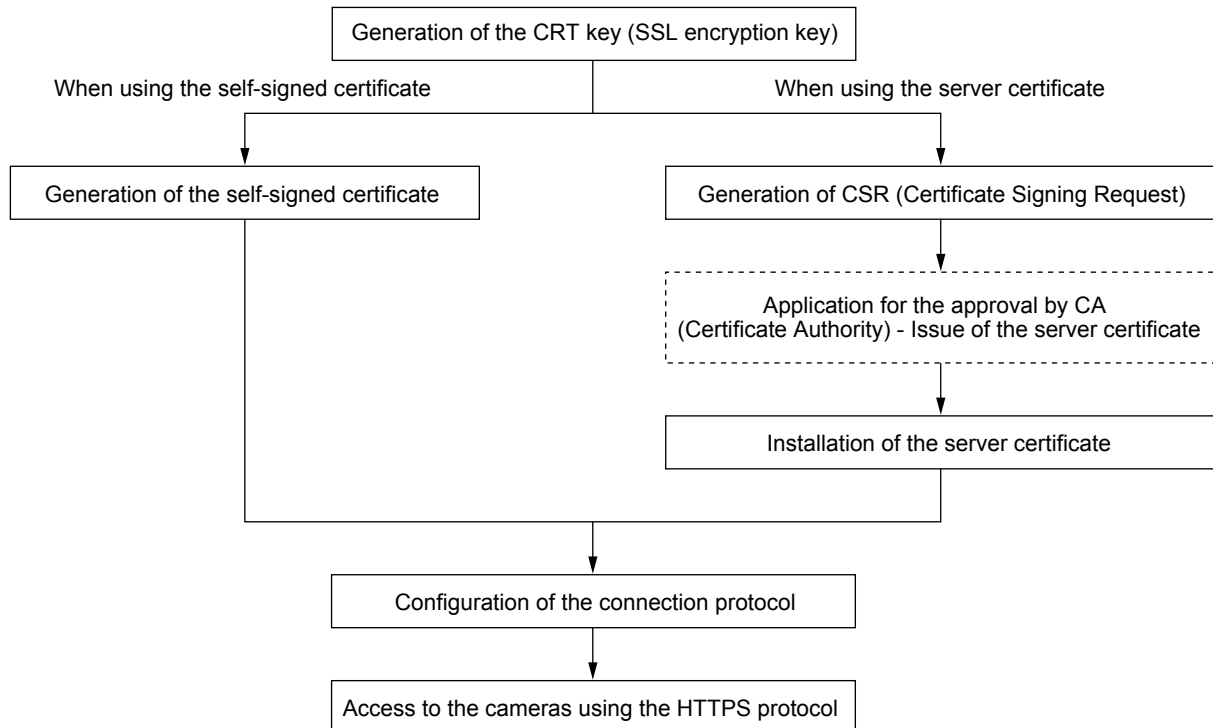 Generation of the CRT key (SSL encryption key)
When using the self-signed certificate
When using the server certificate
Generation of the self-signed certificate
Generation of CSR (Certificate Signing Request)
Application for the approval by CA
(Certificate Authority) - Issue of the server certificate
Installation of the server certificate
Configuration of the connection protocol
Access to the cameras using the HTTPS protocol